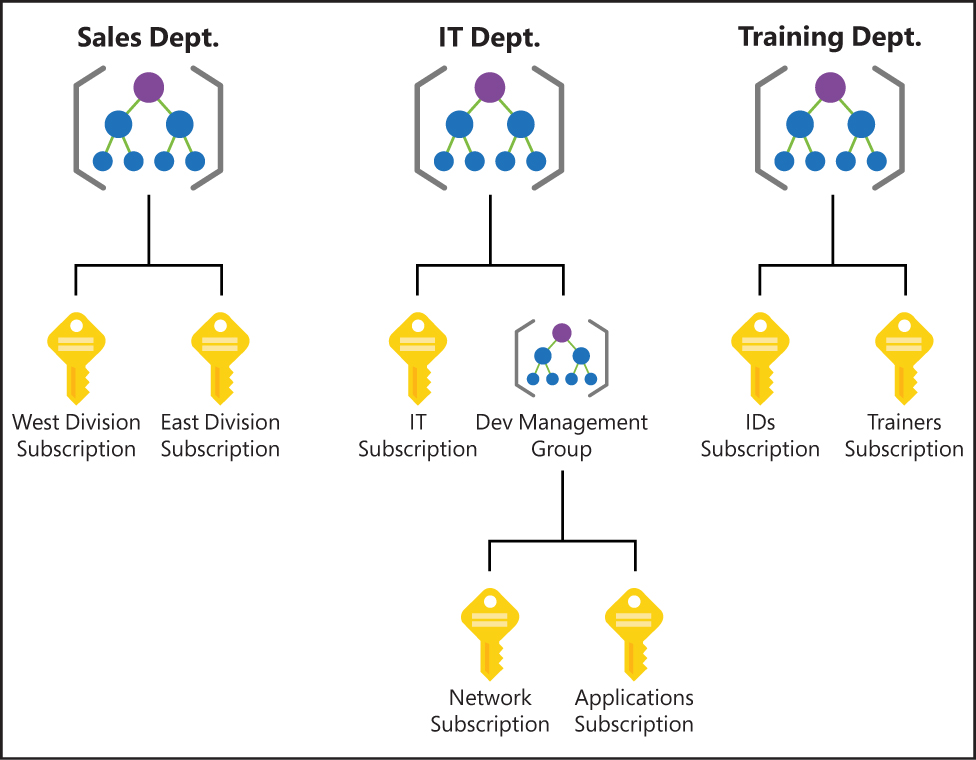 Sales Dept.
IT Dept.
Training Dept.
West Division
Subscription
East Division
Subscription
IT
Subscription
Dev Management
Group
IDs
Subscription
Trainers
Subscription
Network
Subscription
Applications
Subscription